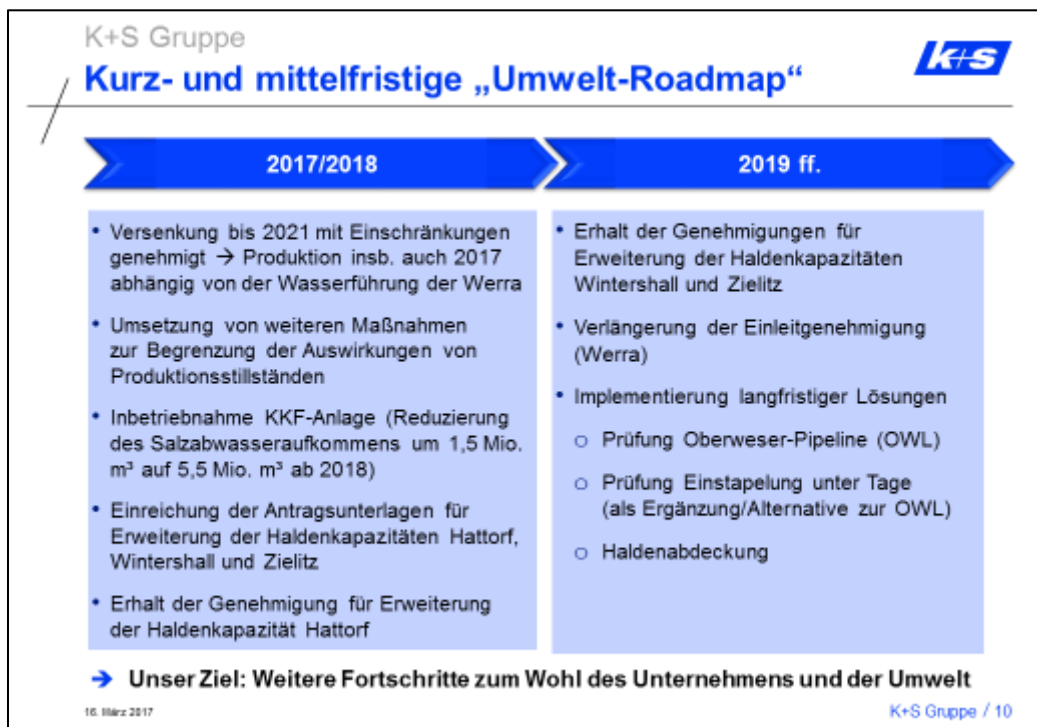 K+S Gruppe
Kurz- und mittelfristige „Umwelt-Roadmap“
K+S
2017/2018
• Versenkung bis 2021 mit Einschränkungen
genehmigt → Produktion insb. auch 2017
abhängig von der Wasserführung der Werra
• Umsetzung von weiteren Maßnahmen
zur Begrenzung der Auswirkungen von
Produktionsstillständen
• Inbetriebnahme KKF-Anlage (Reduzierung
des Salzabwasseraufkommens um 1,5 Mio.
m³ auf 5,5 Mio. m³ ab 2018)
• Einreichung der Antragsunterlagen für
Erweiterung der Haldenkapazitäten Hattorf,
Wintershall und Zielitz
• Erhalt der Genehmigung für Erweiterung
der Haldenkapazität Hattorf
2019 ff.
• Erhalt der Genehmigungen für
Erweiterung der Haldenkapazitäten
Wintershall und Zielitz
• Verlängerung der Einleitgenehmigung
(Werra)
• Implementierung langfristiger Lösungen
o Prüfung Oberweser-Pipeline (OWL)
o Prüfung Einstapelung unter Tage
(als Ergänzung/Alternative zur OWL)
o Haldenabdeckung
➔ Unser Ziel: Weitere Fortschritte zum Wohl des Unternehmens und der Umwelt
16. März 2017
K+S Gruppe / 10